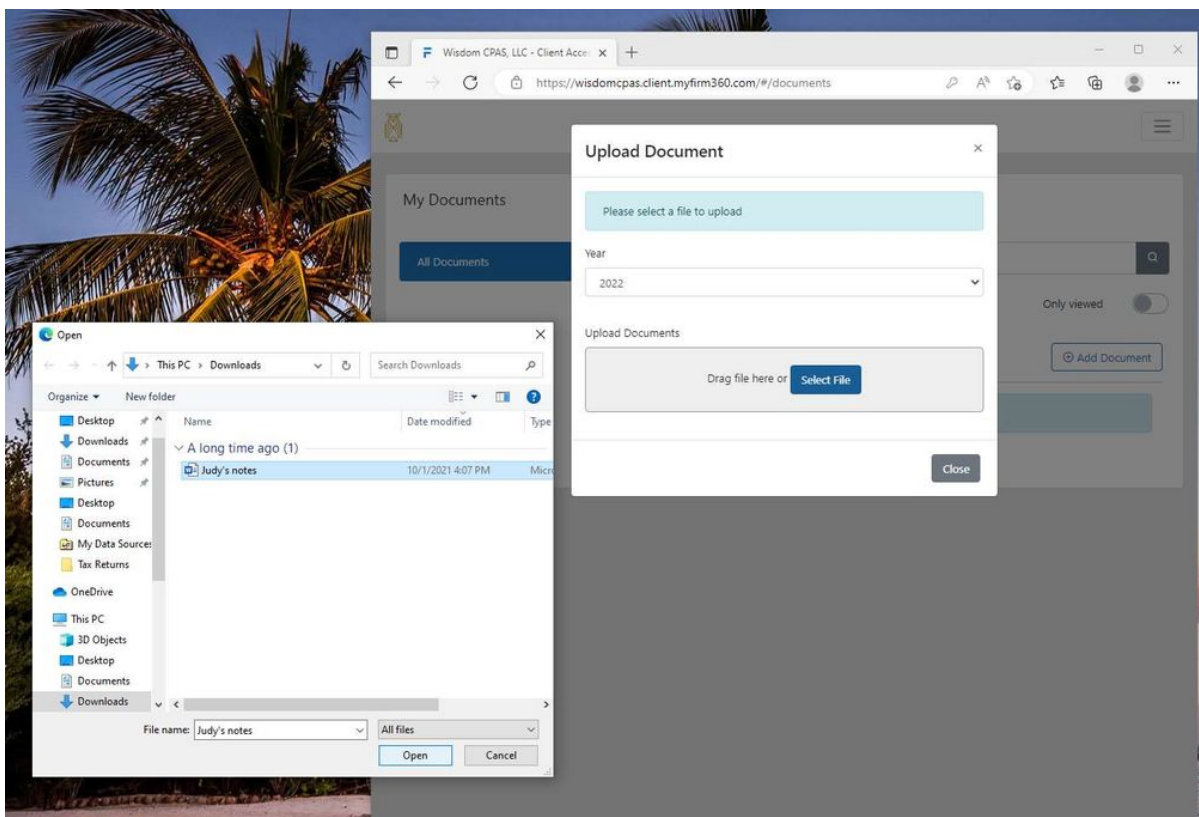 Wisdom CPAS, LLC - Client Acce
https://wisdomcpas.client.myfirm360.com/#/documents
Upload Document
Please select a file to upload
Year
2022
Upload Documents
Drag file here or Select File
Close
My Documents
All Documents
Only viewed
Add Document
Open
This PC > Downloads
Search Downloads
Organize New folder
Name Date modified Type
A long time ago (1)
Judy's notes 10/1/2021 4:07 PM Micro
Desktop
Downloads
Documents
Pictures
Desktop
Documents
My Data Sources
Tax Returns
OneDrive
This PC
3D Objects
Desktop
Documents
Downloads
File name: Judy's notes All files
Open Cancel